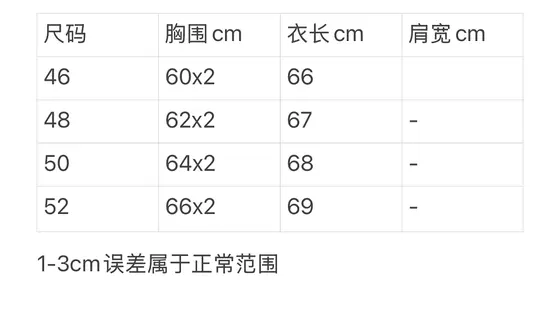 尺码 胸围cm 衣长cm 肩宽cm
46 60x2 66
48 62x2 67 -
50 64x2 68 -
52 66x2 69 -
1-3cm误差属于正常范围